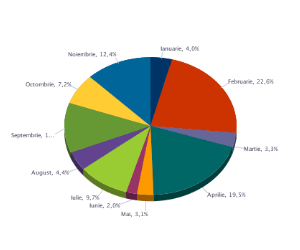 Ianuarie, 4,0%
Noiembrie, 12,4%
Februarie, 22,6%
Octombrie, 7,2%
Septembrie, 1...
Martie, 3,3%
August, 4,4%
Aprilie, 19,5%
Iulie, 9,7%
Iunie, 2,0%
Mai, 3,1%